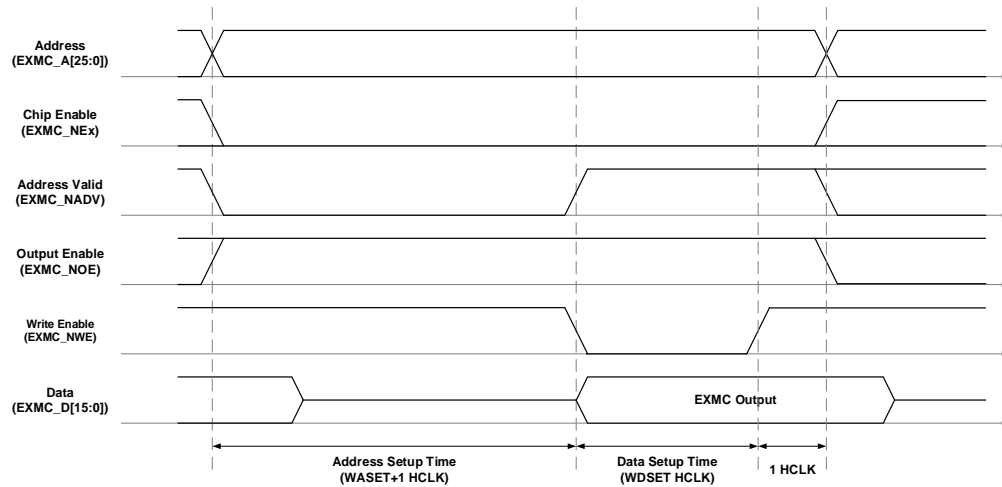 Address
(EXMC_A[25:0])
Chip Enable
(EXMC_NEx)
Address Valid
(EXMC_NADV)
Output Enable
(EXMC_NOE)
Write Enable
(EXMC_NWE)
Data
(EXMC_D[15:0])
EXMC Output
Address Setup Time
(WASET+1 HCLK)
Data Setup Time
(WDSET HCLK)
1 HCLK